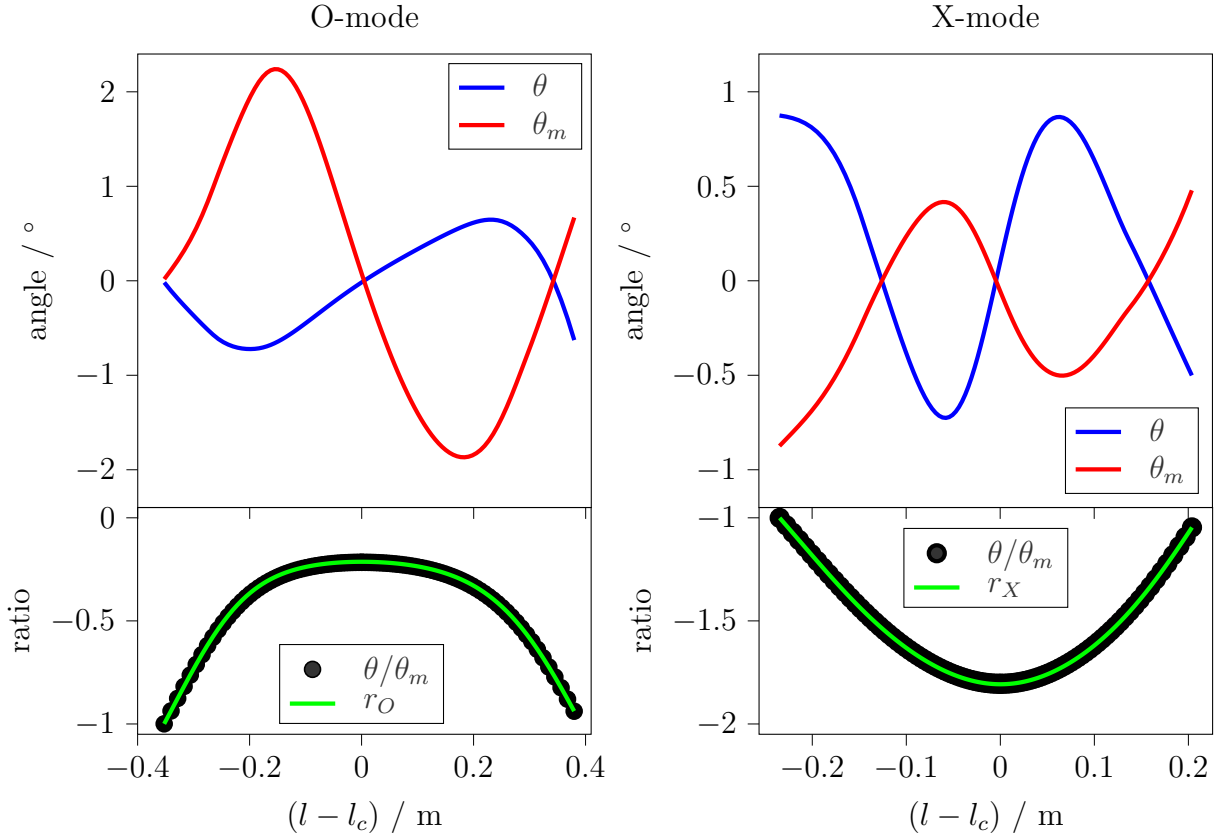 O-mode
X-mode
angle / °
2
1
0
−1
−2
θ
θ_m
angle / °
1
0.5
0
−0.5
−1
θ
θ_m
ratio
0
−0.5
−1
θ/θ_m
r_O
−0.4
−0.2
0
0.2
0.4
(l − l_c) / m
ratio
−1
−1.5
−2
θ/θ_m
r_X
−0.2
−0.1
0
0.1
0.2
(l − l_c) / m